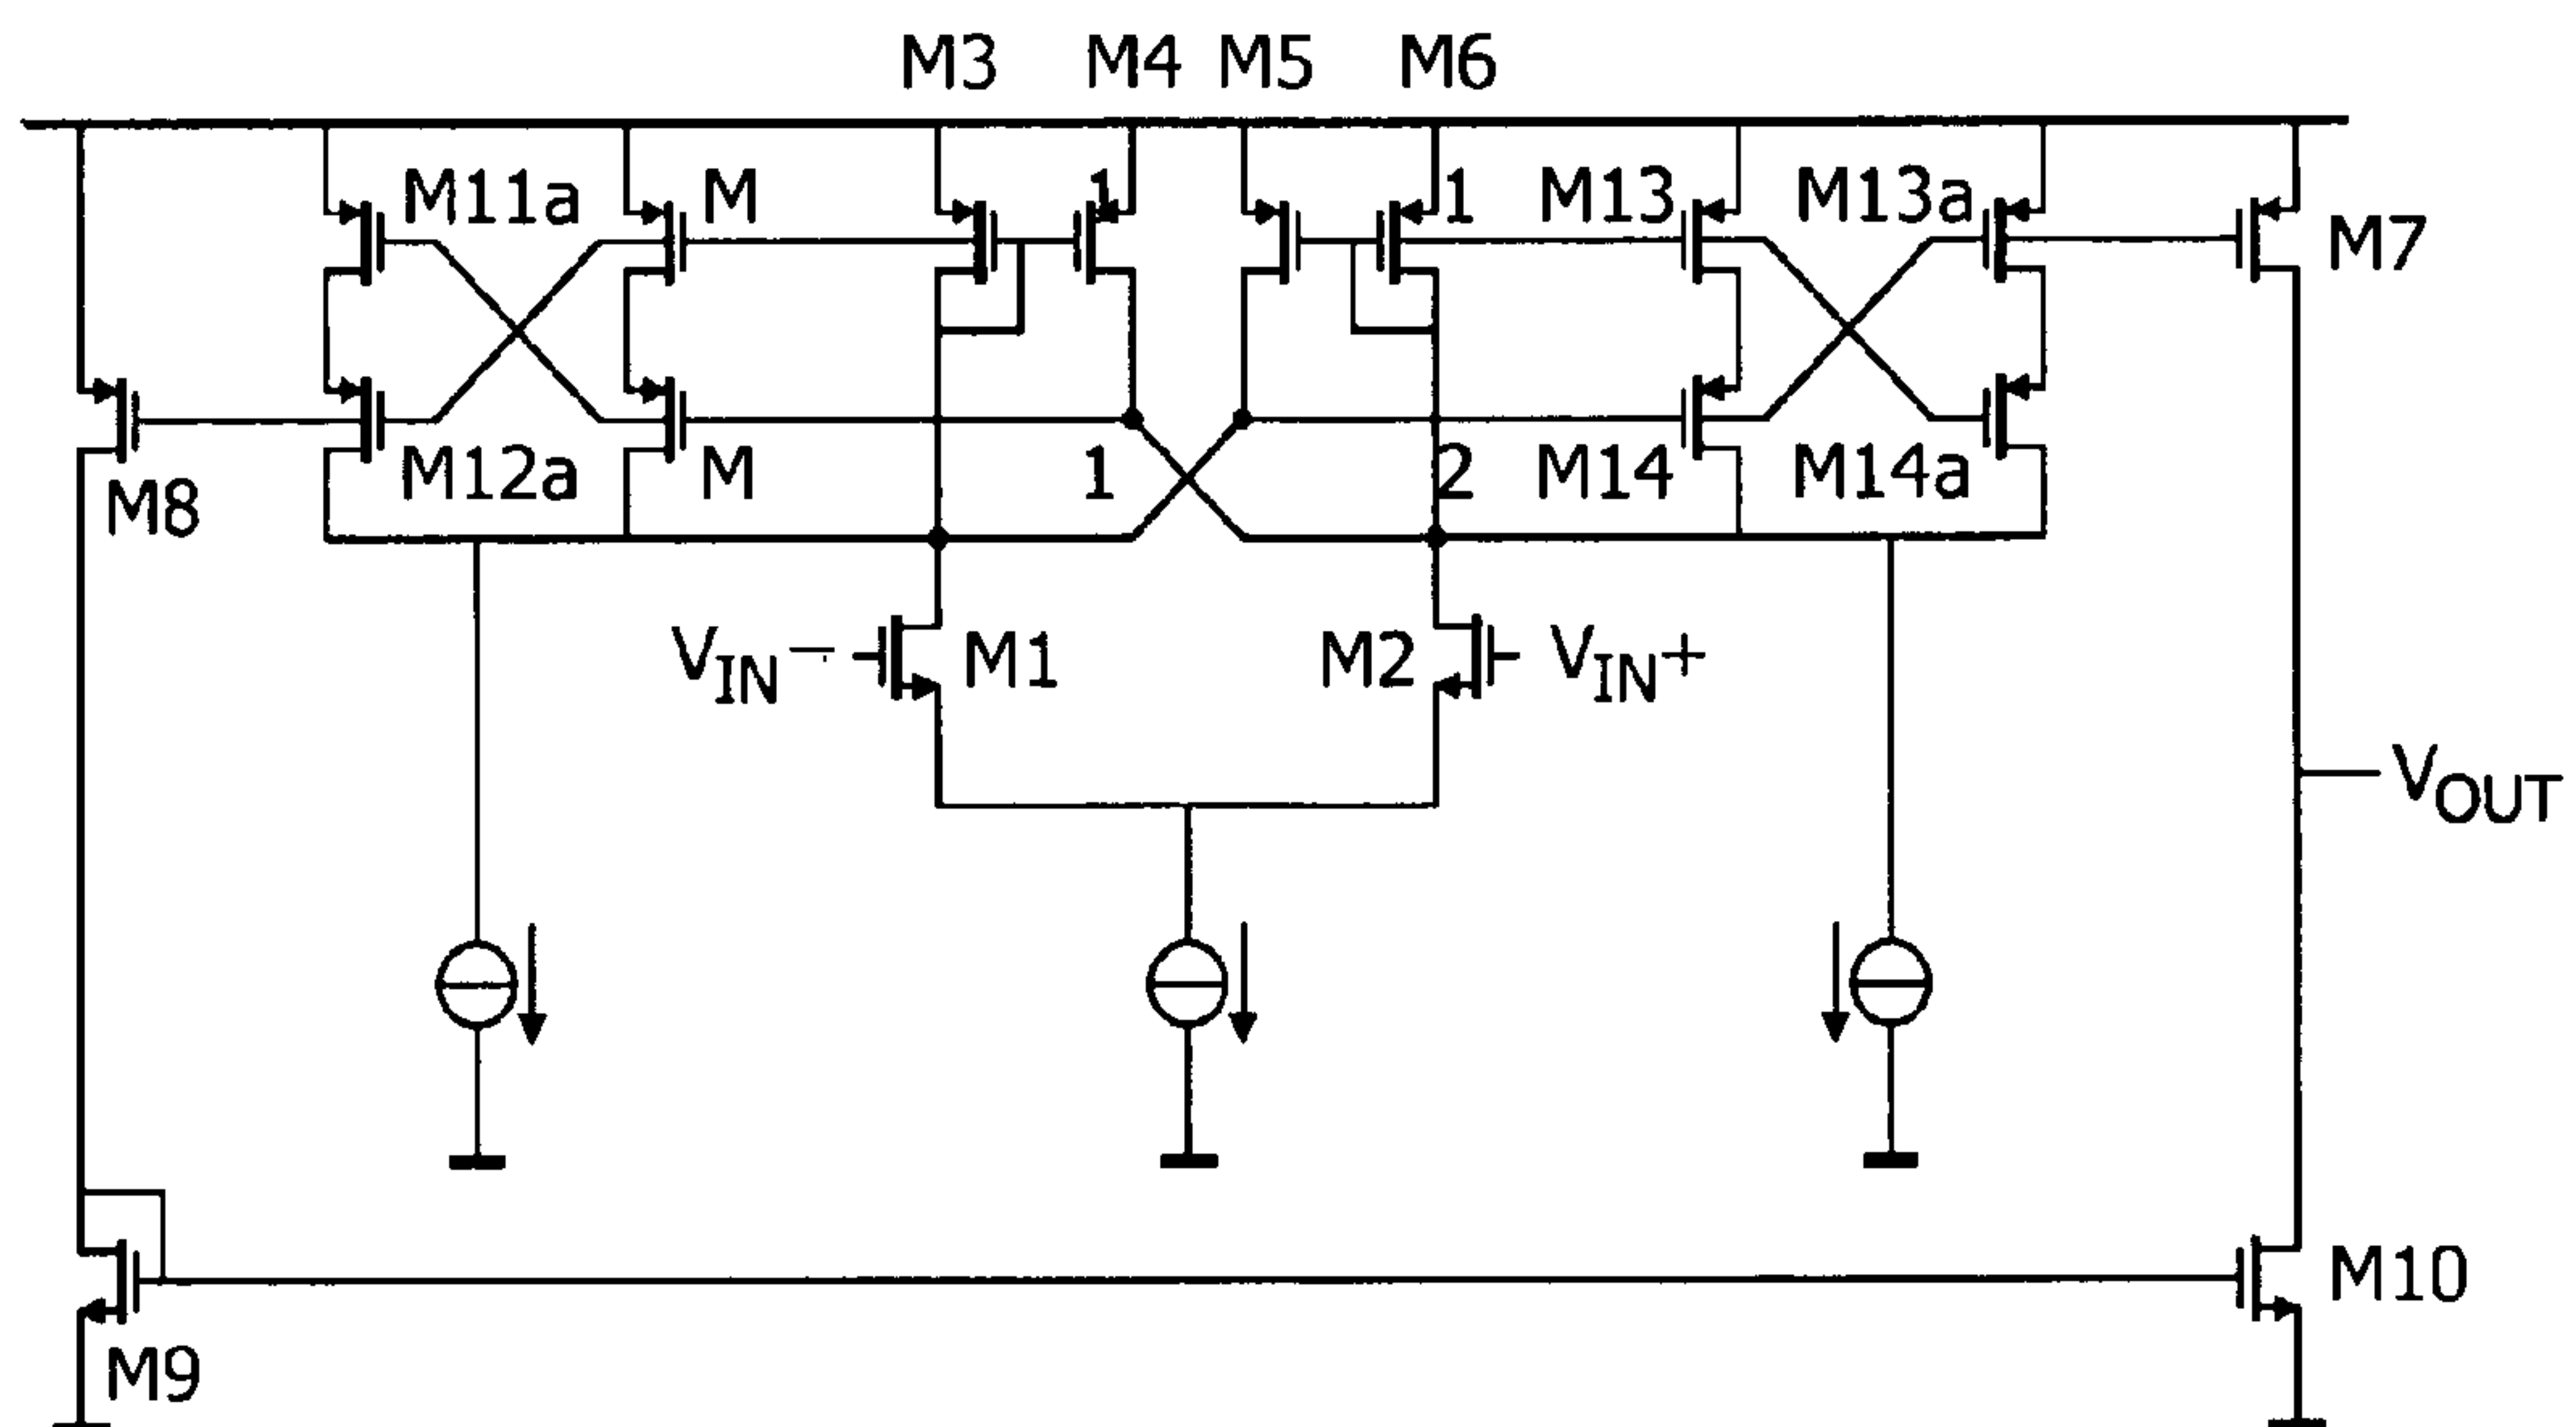 M3 M4 M5 M6
M11a M 1 1 M13 M13a
M7
M12a M 1 2 M14 M14a
M8
VIN− M1 M2 VIN+
VOUT
M10
M9